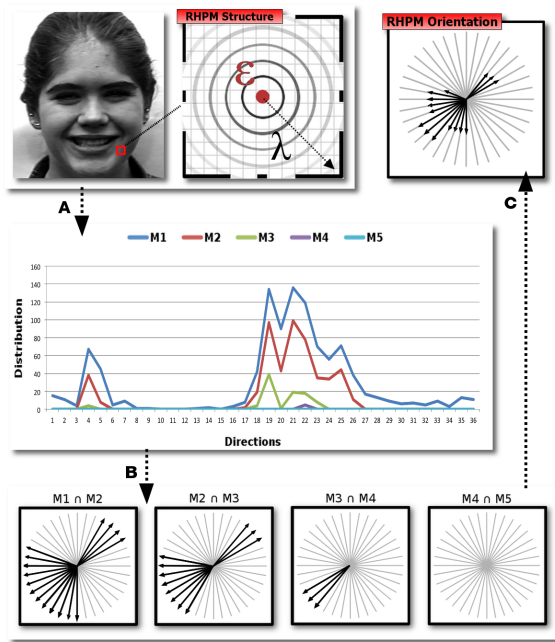 RHPM Structure
ε
λ
RHPM Orientation
A
C
M1 M2 M3 M4 M5
Distribution
160
140
120
100
80
60
40
20
0
1 2 3 4 5 6 7 8 9 10 11 12 13 14 15 16 17 18 19 20 21 22 23 24 25 26 27 28 29 30 31 32 33 34 35 36
Directions
B
M1 ∩ M2 M2 ∩ M3 M3 ∩ M4 M4 ∩ M5